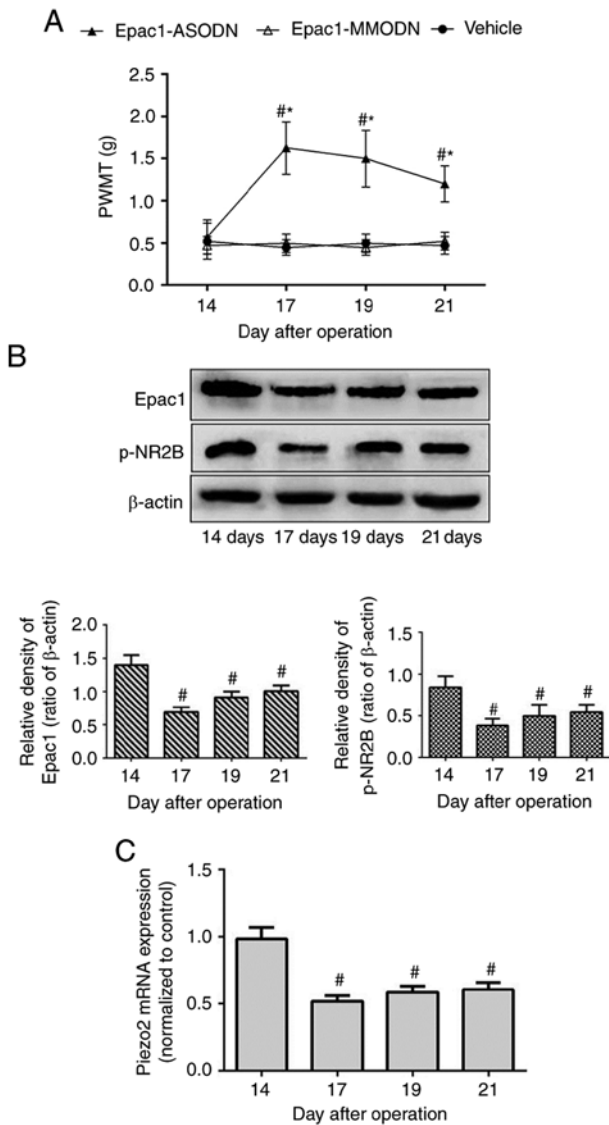 A
Epac1-ASODN Epac1-MMODN Vehicle
2.5
2.0
1.5
1.0
0.5
0.0
PWMT (g)
#* #* #*
14 17 19 21
Day after operation
B
Epac1
p-NR2B
β-actin
14 days 17 days 19 days 21 days
Relative density of
Epac1 (ratio of β-actin)
2.0
1.5
1.0
0.5
0.0
# # #
14 17 19 21
Day after operation
Relative density of
p-NR2B (ratio of β-actin)
1.5
1.0
0.5
0.0
# # #
14 17 19 21
Day after operation
C
Piezo2 mRNA expression
(normalized to control)
1.5
1.0
0.5
0.0
# # #
14 17 19 21
Day after operation